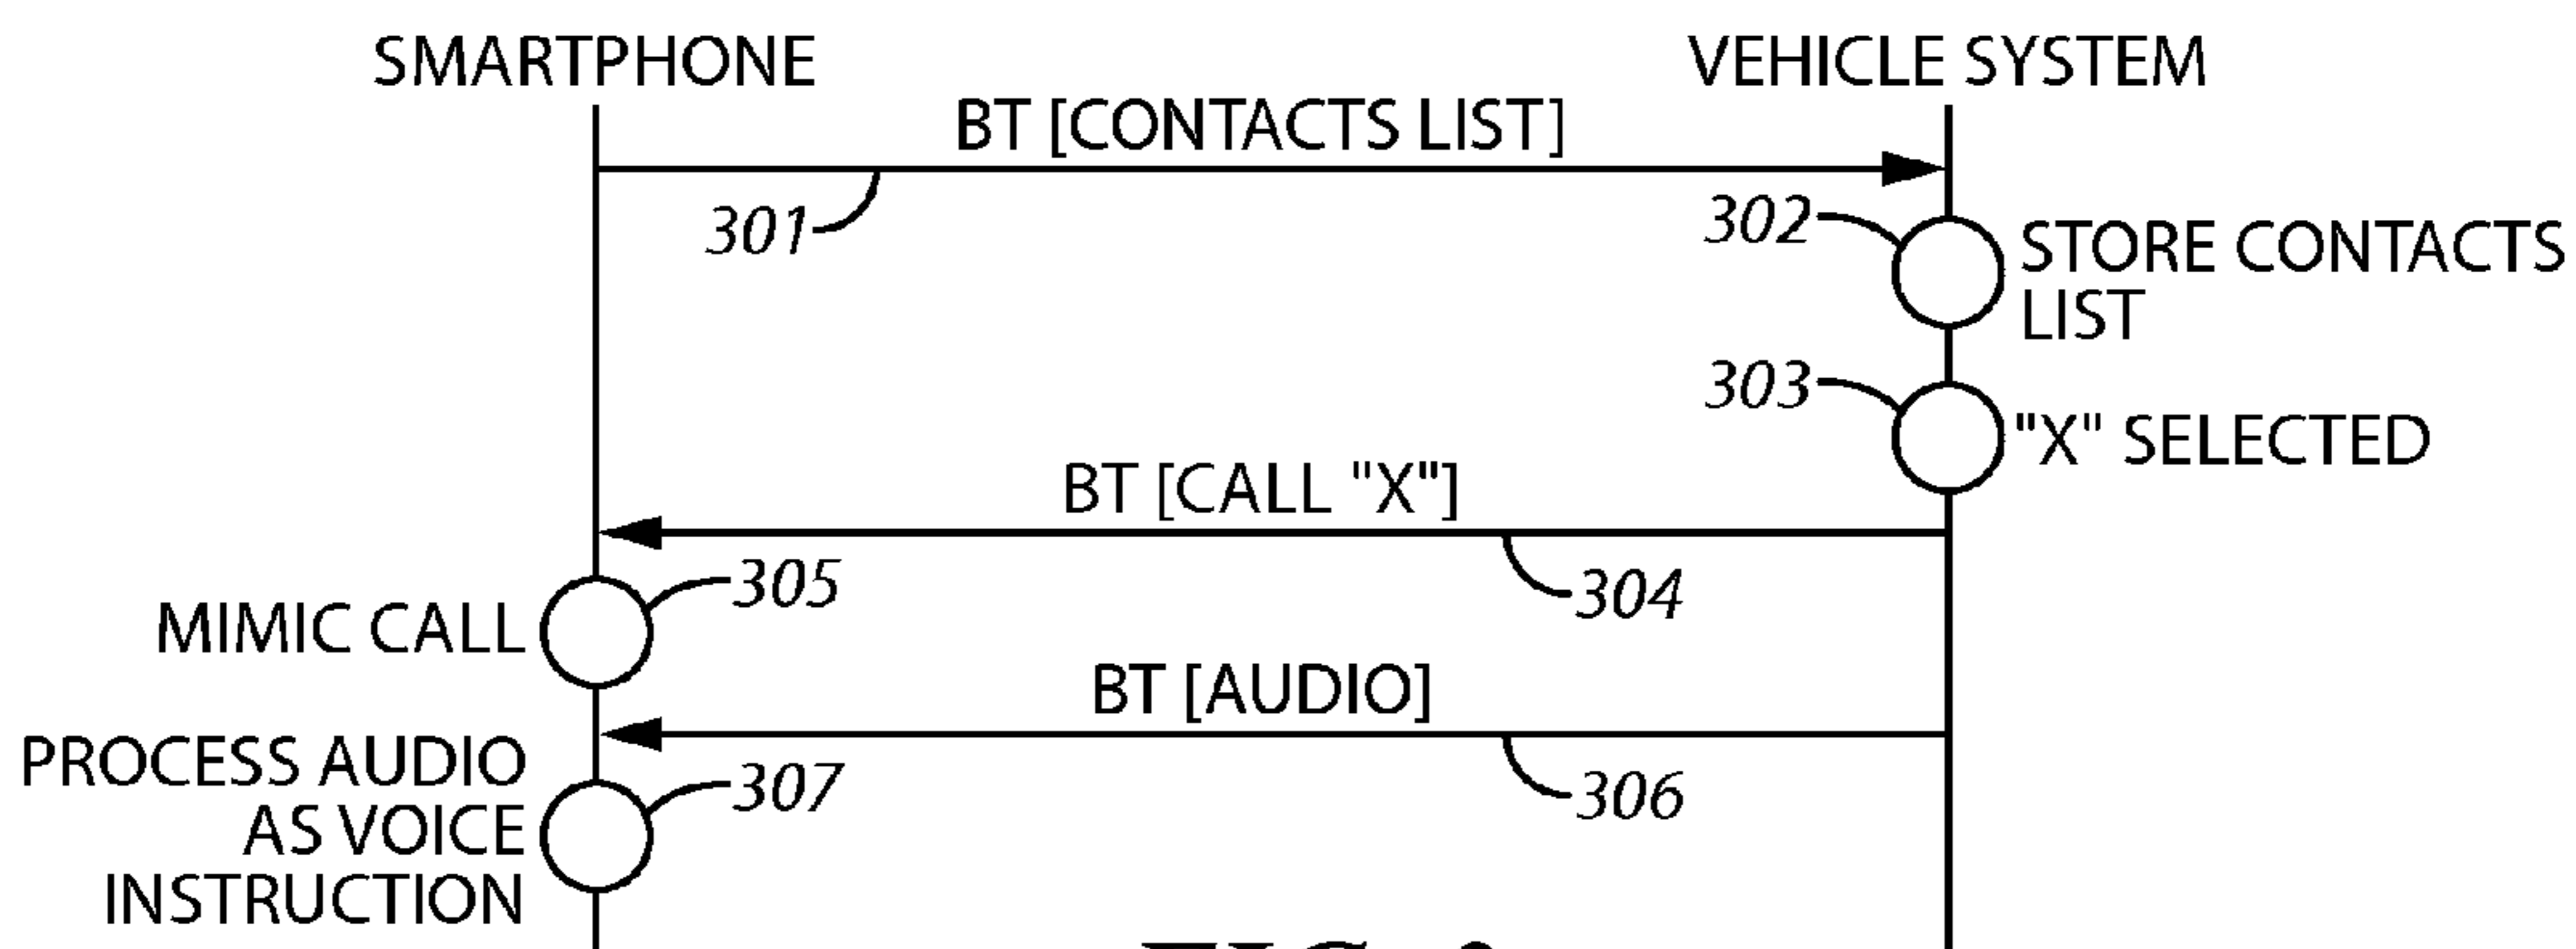 SMARTPHONE
VEHICLE SYSTEM
BT [CONTACTS LIST]
301
302
STORE CONTACTS
LIST
303
"X" SELECTED
BT [CALL "X"]
304
305
MIMIC CALL
BT [AUDIO]
306
PROCESS AUDIO
AS VOICE
INSTRUCTION
307